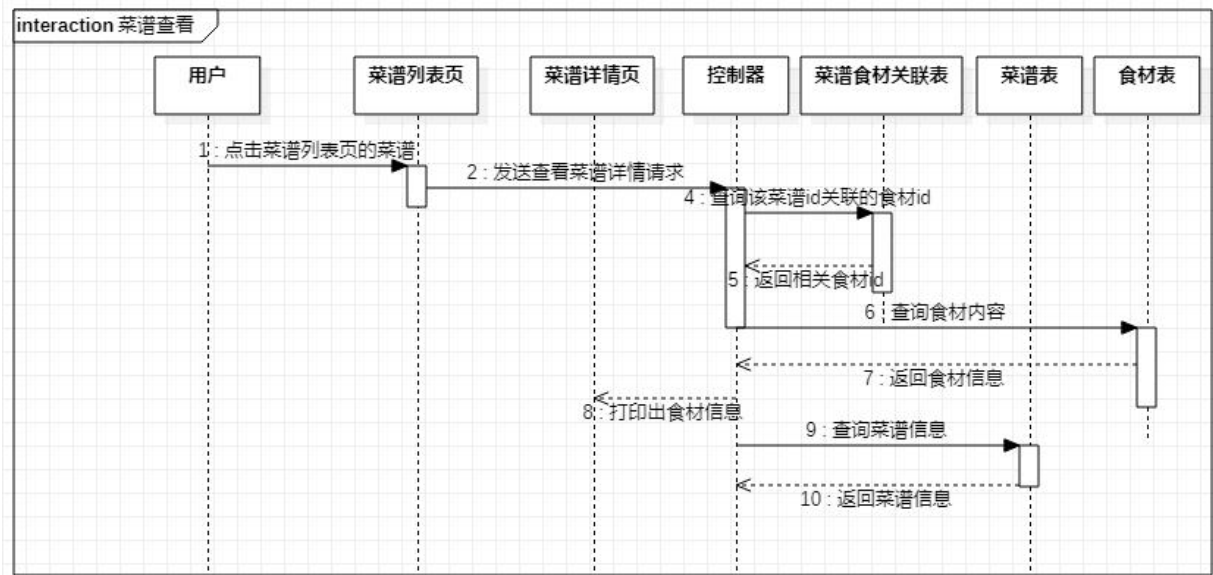 interaction 菜谱查看
用户
菜谱列表页
菜谱详情页
控制器
菜谱食材关联表
菜谱表
食材表
1 : 点击菜谱列表页的菜谱
2 : 发送查看菜谱详情请求
4 : 查询该菜谱id关联的食材id
5 : 返回相关食材id
6 : 查询食材内容
7 : 返回食材信息
8 : 打印出食材信息
9 : 查询菜谱信息
10 : 返回菜谱信息